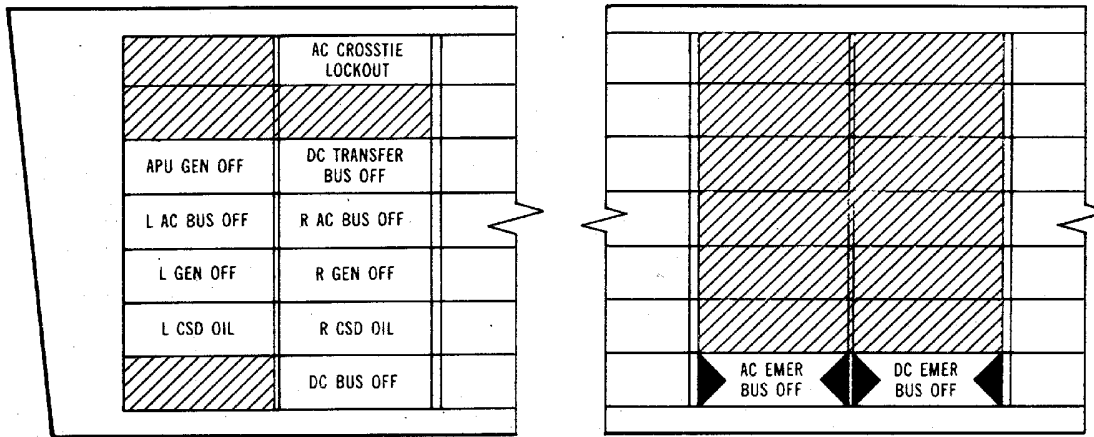 AC CROSSTIE
LOCKOUT
APU GEN OFF
DC TRANSFER
BUS OFF
L AC BUS OFF
R AC BUS OFF
L GEN OFF
R GEN OFF
L CSD OIL
R CSD OIL
DC BUS OFF
AC EMER
BUS OFF
DC EMER
BUS OFF